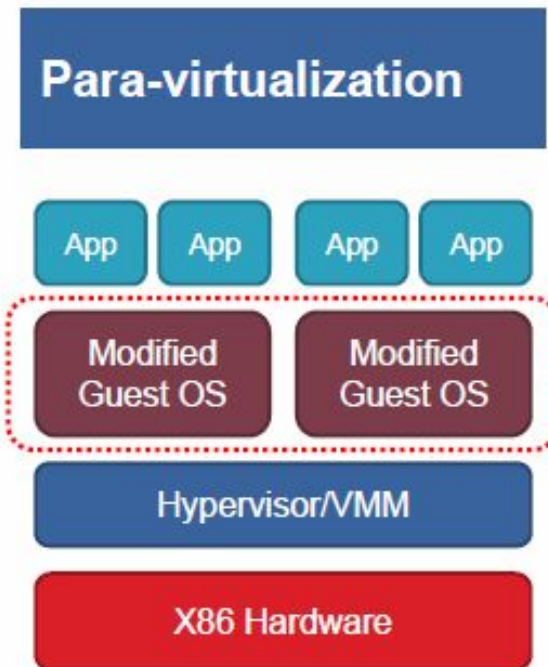 Para-virtualization
App App App App
Modified Modified
Guest OS Guest OS
Hypervisor/VMM
X86 Hardware